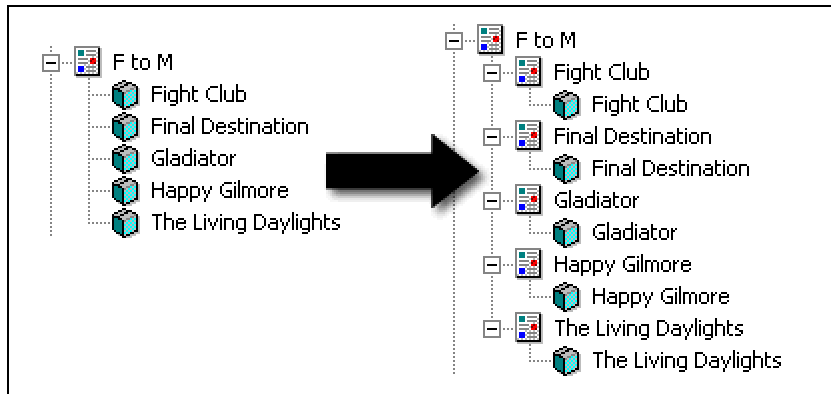 F to M
Fight Club
Final Destination
Gladiator
Happy Gilmore
The Living Daylights
F to M
Fight Club
Fight Club
Final Destination
Final Destination
Gladiator
Gladiator
Happy Gilmore
Happy Gilmore
The Living Daylights
The Living Daylights